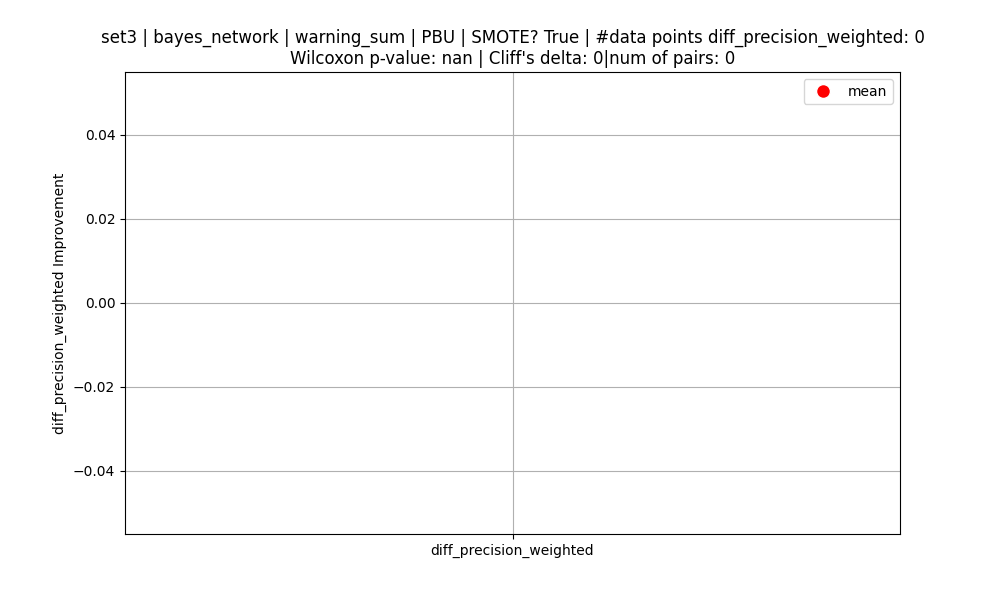 set3 | bayes_network | warning_sum | PBU | SMOTE? True | #data points diff_precision_weighted: 0
Wilcoxon p-value: nan | Cliff's delta: 0|num of pairs: 0
mean
0.04
0.02
0.00
−0.02
−0.04
diff_precision_weighted Improvement
diff_precision_weighted